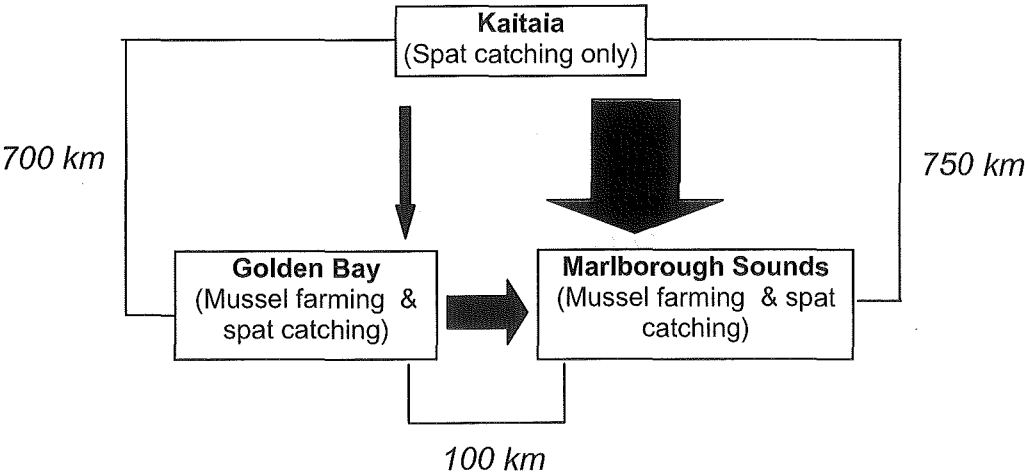 Kaitaia
(Spat catching only)
700 km
750 km
Golden Bay
(Mussel farming &
spat catching)
Marlborough Sounds
(Mussel farming & spat
catching)
100 km